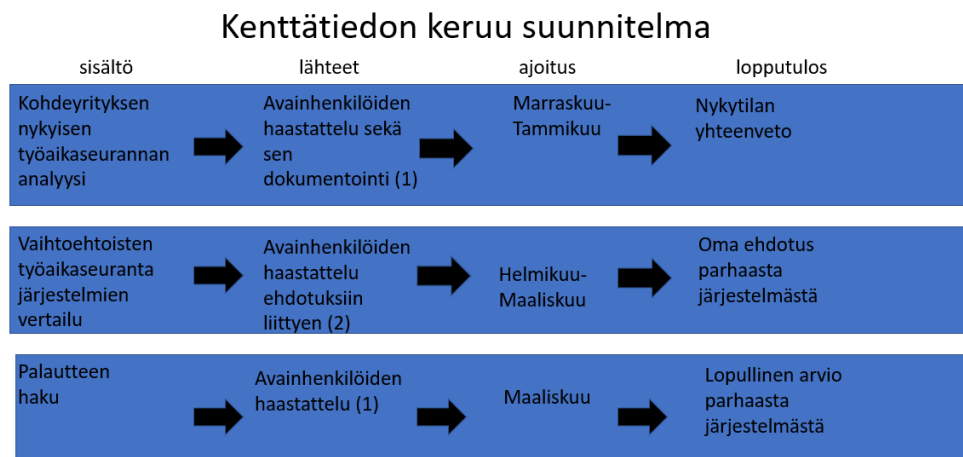 Kenttätiedon keruu suunnitelma
sisältö
lähteet
ajoitus
lopputulos
Kohdeyrityksen
nykyisen
työaikaseurannan
analyysi
Avainhenkilöiden
haastattelu sekä
sen
dokumentointi (1)
Marraskuu-
Tammikuu
Nykytilan
yhteenveto
Vaihtoehtoisten
työaikaseuranta
järjestelmien
vertailu
Avainhenkilöiden
haastattelu
ehdotuksiin
liittyen (2)
Helmikuu-
Maaliskuu
Oma ehdotus
parhaasta
järjestelmästä
Palautteen
haku
Avainhenkilöiden
haastattelu (1)
Maaliskuu
Lopullinen arvio
parhaasta
järjestelmästä